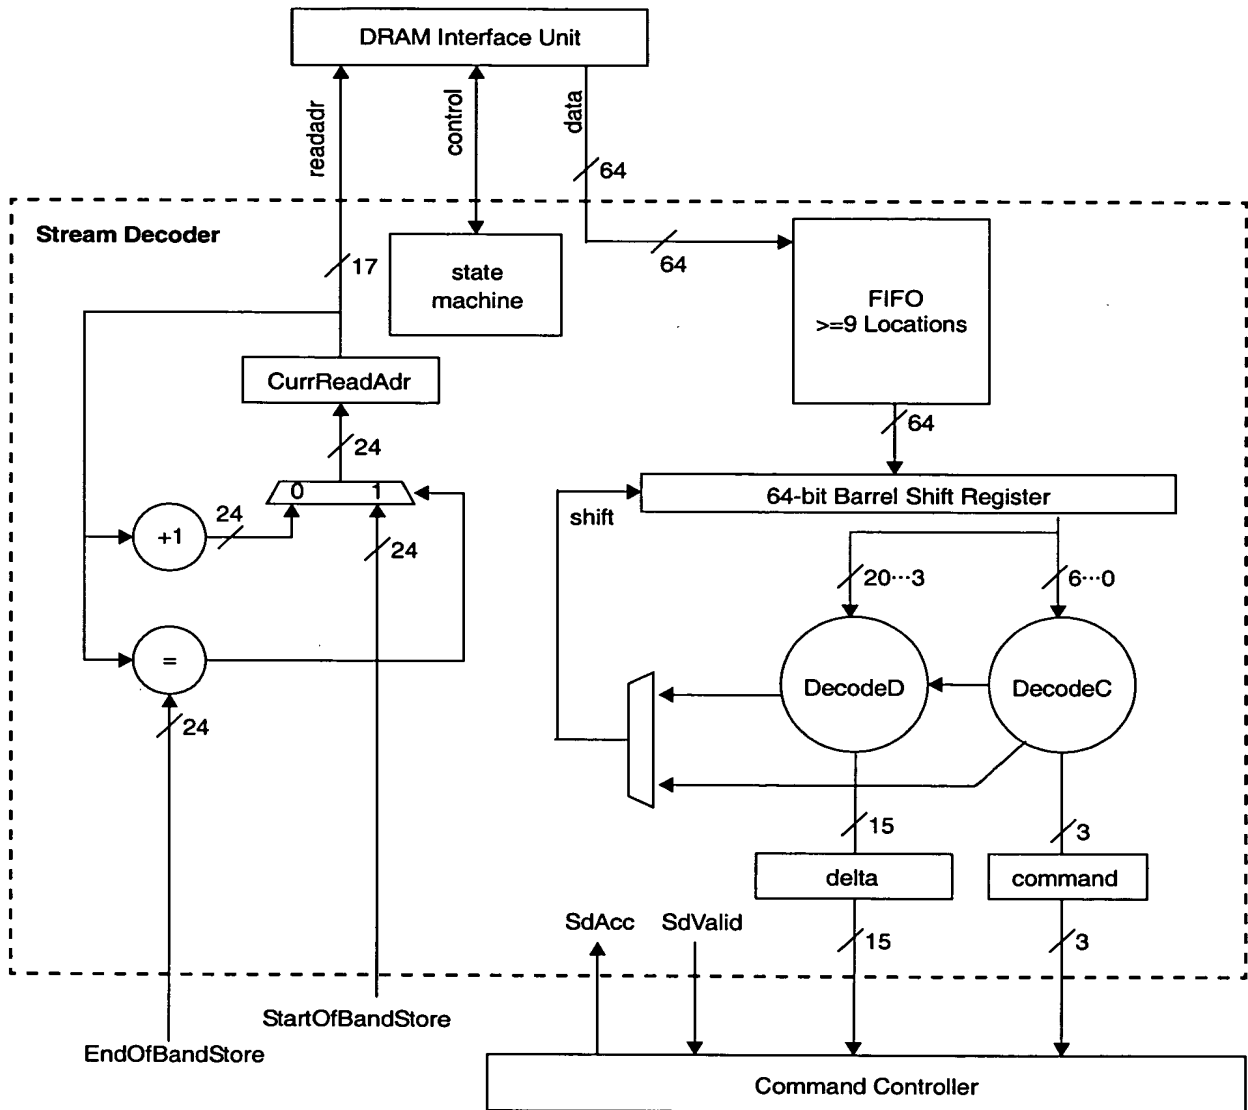 DRAM Interface Unit
readadr
control
data
64
Stream Decoder
17
state
machine
64
FIFO
>=9 Locations
CurrReadAdr
64
24
0 1
64-bit Barrel Shift Register
shift
+1
24
24
20···3
6···0
=
DecodeD
DecodeC
24
15
3
delta
command
SdAcc
SdValid
15
3
StartOfBandStore
EndOfBandStore
Command Controller